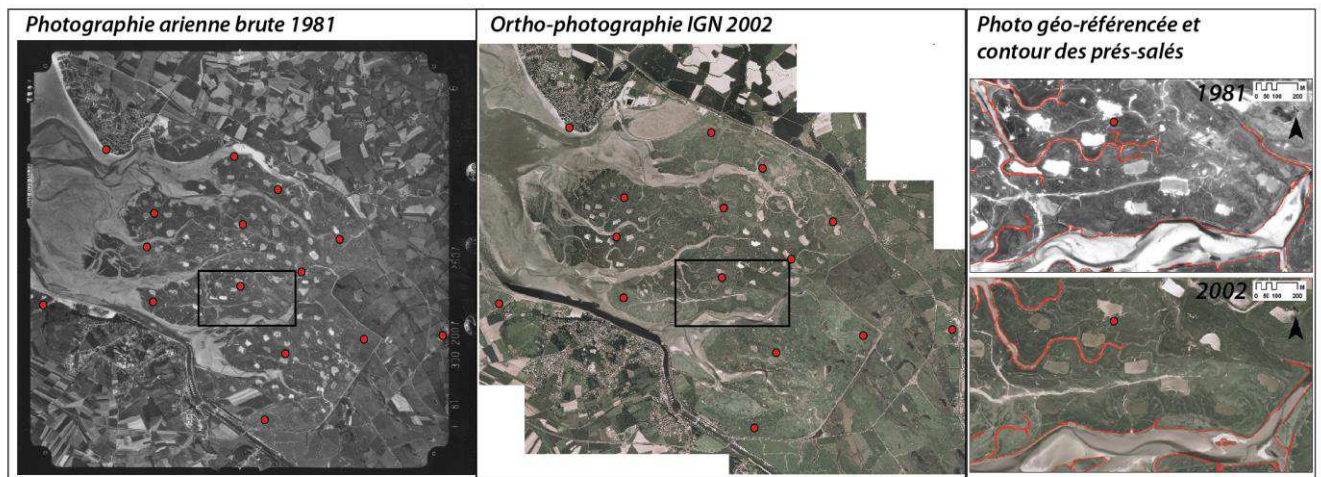 Photographie arienne brute 1981
Ortho-photographie IGN 2002
Photo géo-référencée et
contour des prés-salés
1981
M
0 50 100 200
2002
M
0 50 100 200